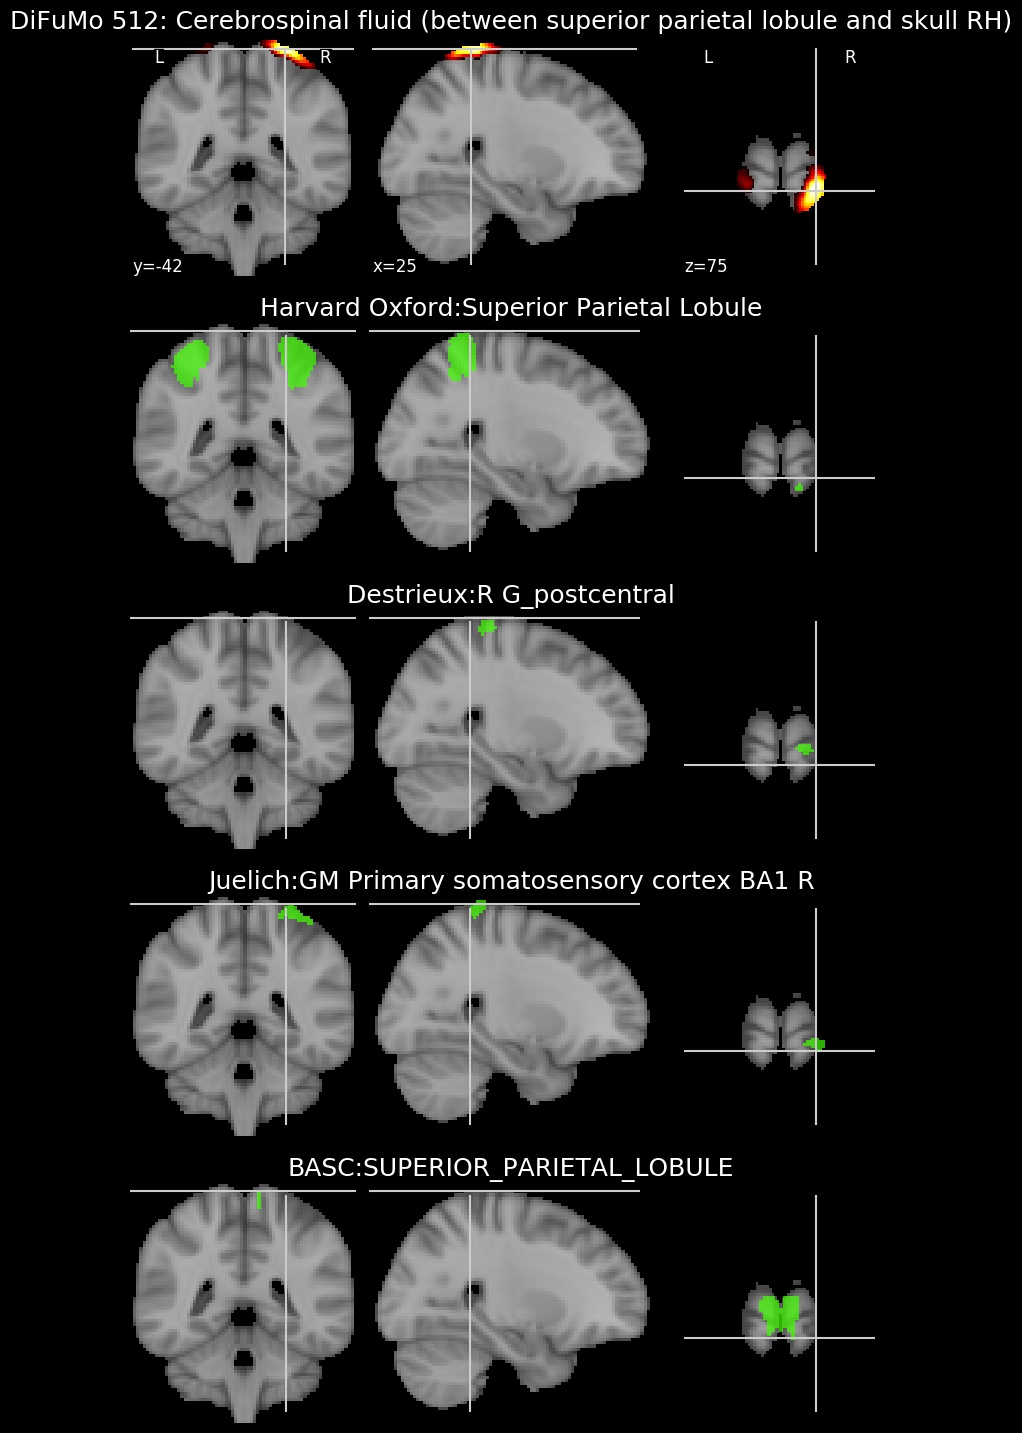 DiFuMo 512: Cerebrospinal fluid (between superior parietal lobule and skull RH)
L R L R
y=-42 x=25 z=75
Harvard Oxford:Superior Parietal Lobule
Destrieux:R G_postcentral
Juelich:GM Primary somatosensory cortex BA1 R
BASC:SUPERIOR_PARIETAL_LOBULE